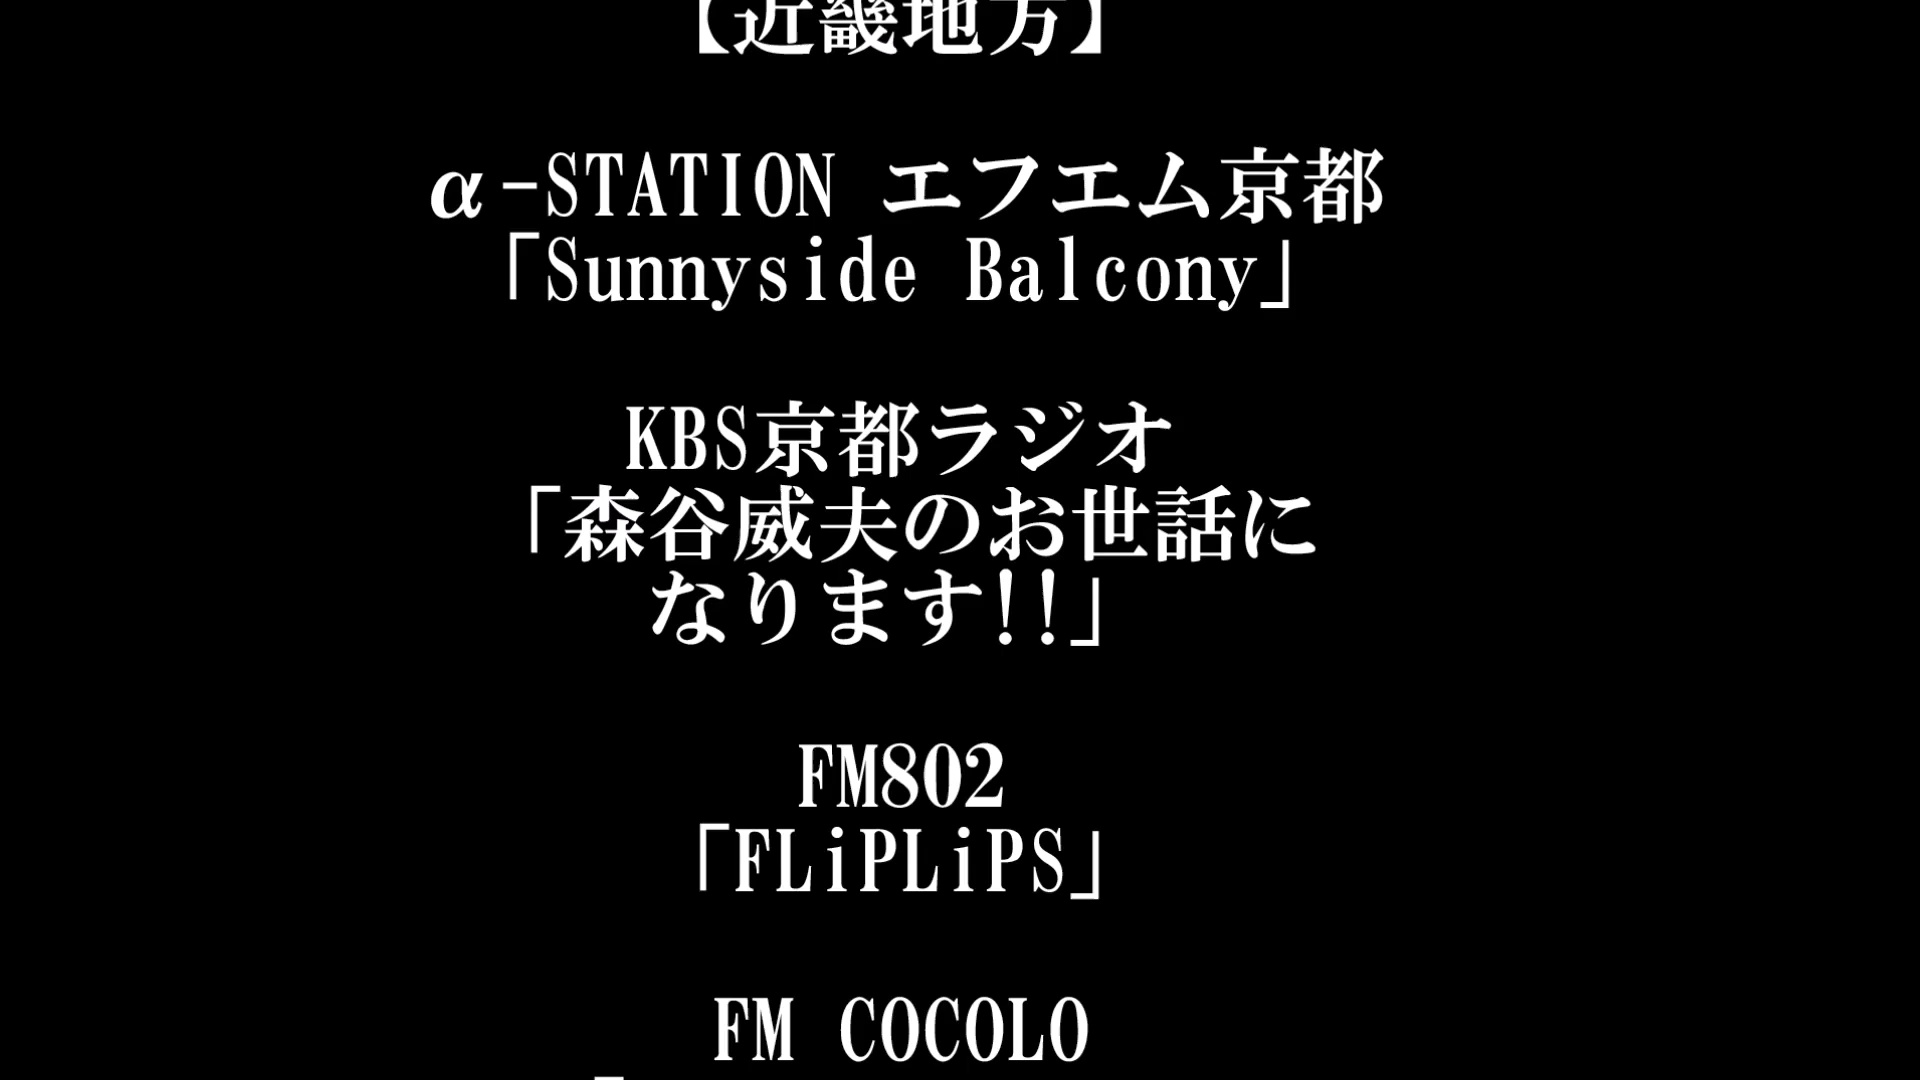 【近畿地方】
α-STATION エフエム京都
「Sunnyside Balcony」
KBS京都ラジオ
「森谷威夫のお世話に
なります!!」
FM802
「FLiPLiPS」
FM COCOLO